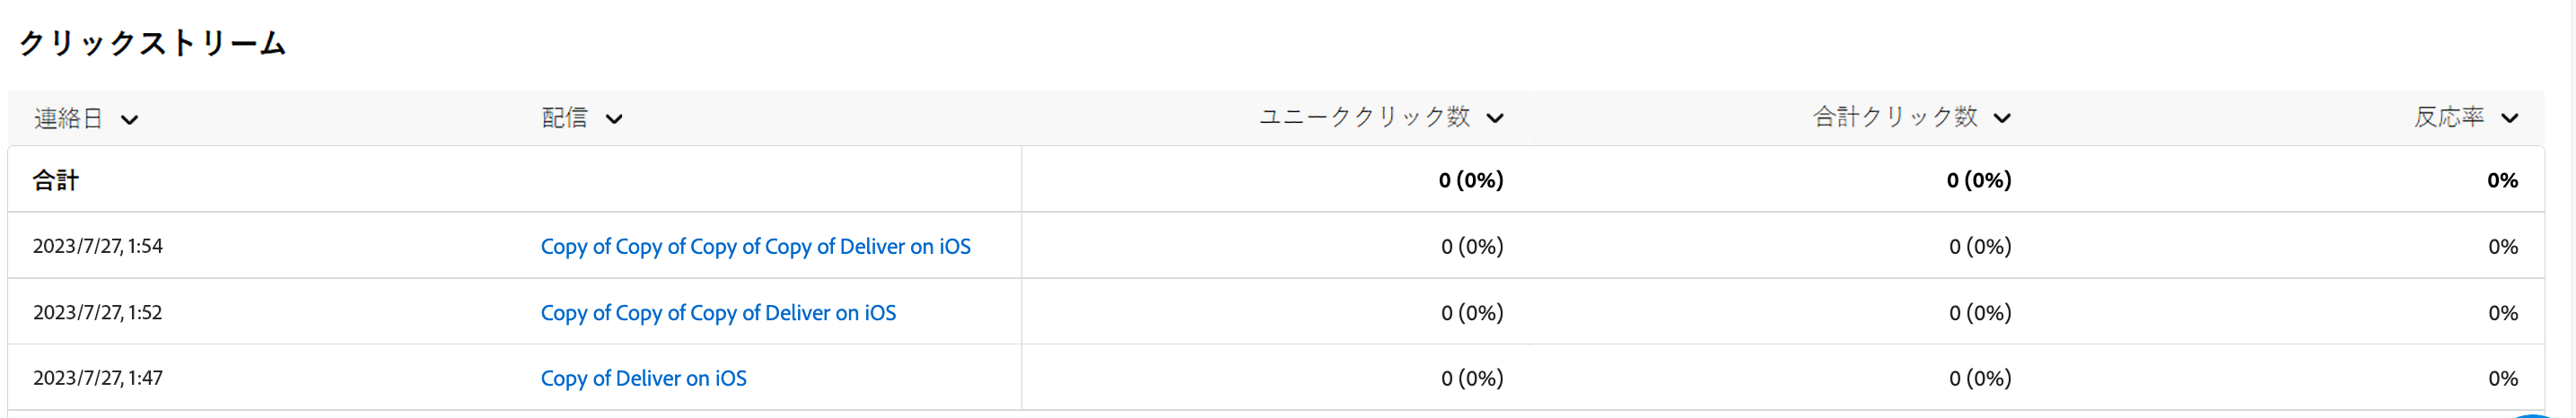 クリックストリーム
連絡日 配信 ユニーククリック数 合計クリック数 反応率
合計 0 (0%) 0 (0%) 0%
2023/7/27, 1:54 Copy of Copy of Copy of Copy of Deliver on iOS 0 (0%) 0 (0%) 0%
2023/7/27, 1:52 Copy of Copy of Copy of Deliver on iOS 0 (0%) 0 (0%) 0%
2023/7/27, 1:47 Copy of Deliver on iOS 0 (0%) 0 (0%) 0%